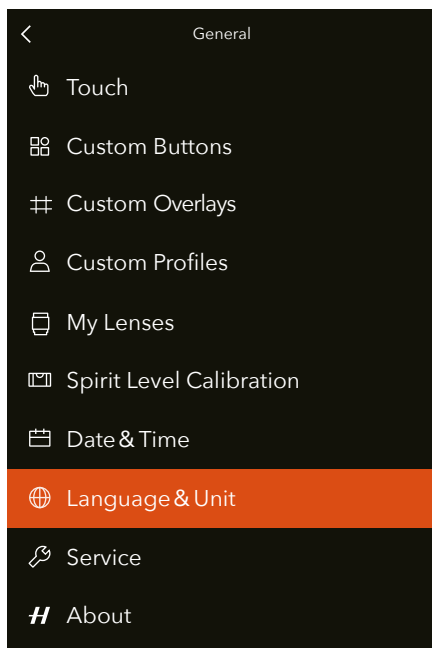 General
Touch
Custom Buttons
Custom Overlays
Custom Profiles
My Lenses
Spirit Level Calibration
Date & Time
Language & Unit
Service
About